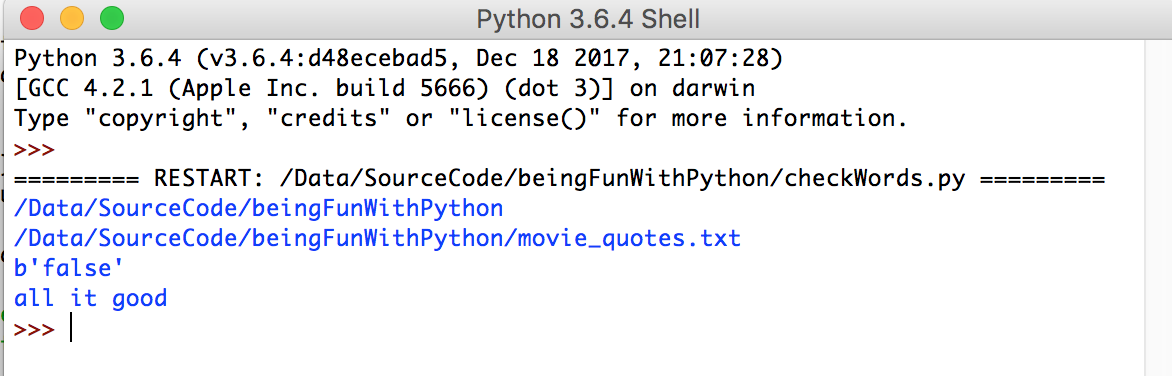 Python 3.6.4 Shell
Python 3.6.4 (v3.6.4:d48ecebad5, Dec 18 2017, 21:07:28)
[GCC 4.2.1 (Apple Inc. build 5666) (dot 3)] on darwin
Type "copyright", "credits" or "license()" for more information.
>>>
========= RESTART: /Data/SourceCode/beingFunWithPython/checkWords.py =========
/Data/SourceCode/beingFunWithPython
/Data/SourceCode/beingFunWithPython/movie_quotes.txt
b'false'
all it good
>>>